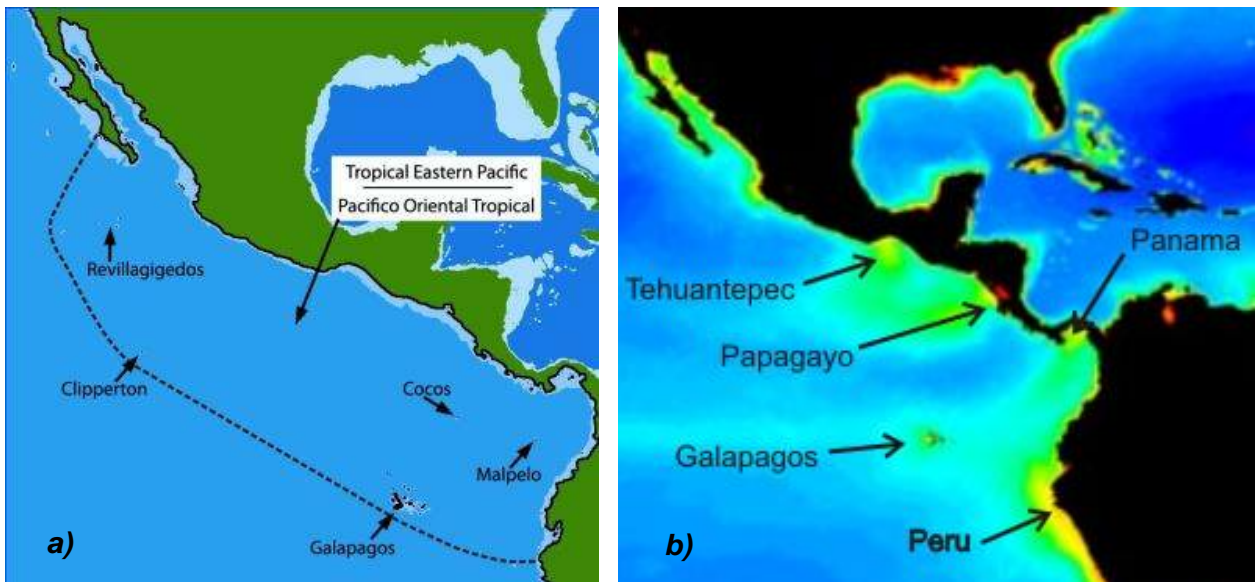 Tropical Eastern Pacific
Pacifico Oriental Tropical
Revillagigedos
Clipperton
Cocos
Malpelo
Galapagos
a)
Panama
Tehuantepec
Papagayo
Galapagos
Peru
b)